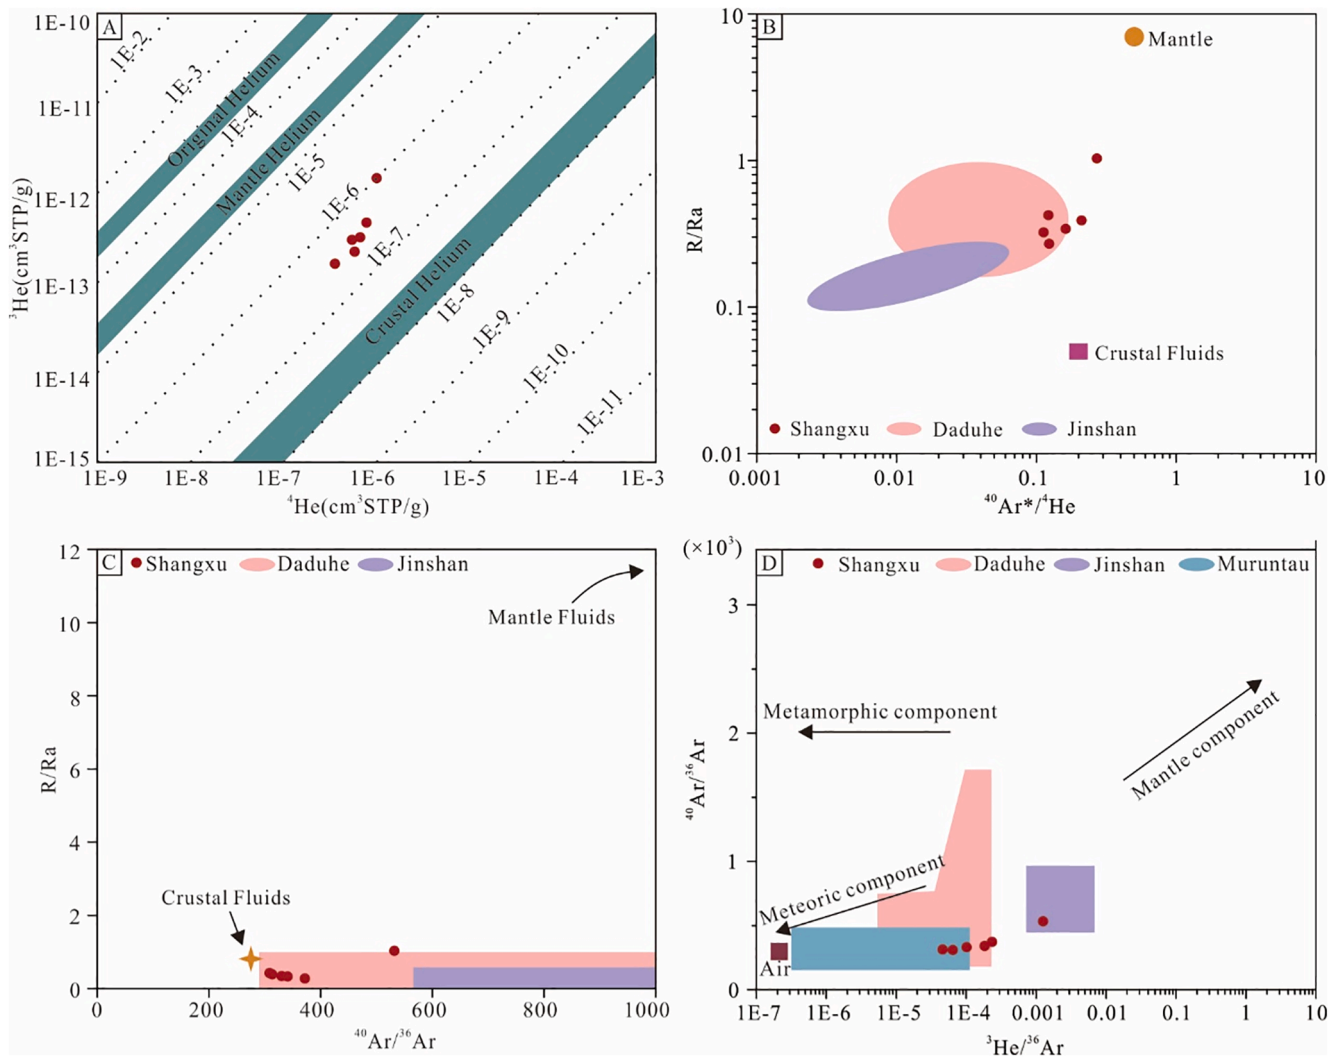 A
1E-10
1E-11
1E-12
1E-13
1E-14
1E-15
³He(cm³STP/g)
1E-2
1E-3
Original Helium
1E-4
Mantle Helium
1E-5
1E-6
1E-7
Crustal Helium
1E-8
1E-9
1E-10
1E-11
1E-9
1E-8
1E-7
1E-6
1E-5
1E-4
1E-3
⁴He(cm³STP/g)
B
10
1
0.1
0.01
R/Ra
Mantle
Crustal Fluids
Shangxu
Daduhe
Jinshan
0.001
0.01
0.1
1
10
⁴⁰Ar*/⁴He
C
Shangxu
Daduhe
Jinshan
12
10
8
6
4
2
0
R/Ra
Mantle Fluids
Crustal Fluids
0
200
400
600
800
1000
⁴⁰Ar/³⁶Ar
(×10³)
D
Shangxu
Daduhe
Jinshan
Muruntau
3
2
1
0
⁴⁰Ar/³⁶Ar
Metamorphic component
Mantle component
Meteoric component
Air
1E-7
1E-6
1E-5
1E-4
0.001
0.01
0.1
1
10
³He/³⁶Ar